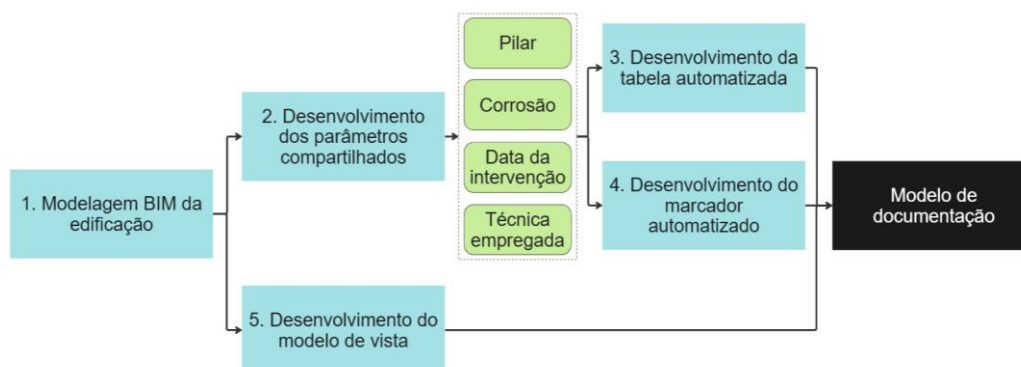 1. Modelagem BIM da
edificação
2. Desenvolvimento
dos parâmetros
compartilhados
Pilar
Corrosão
Data da
intervenção
Técnica
empregada
3. Desenvolvimento da
tabela automatizada
4. Desenvolvimento do
marcador
automatizado
5. Desenvolvimento do
modelo de vista
Modelo de
documentação